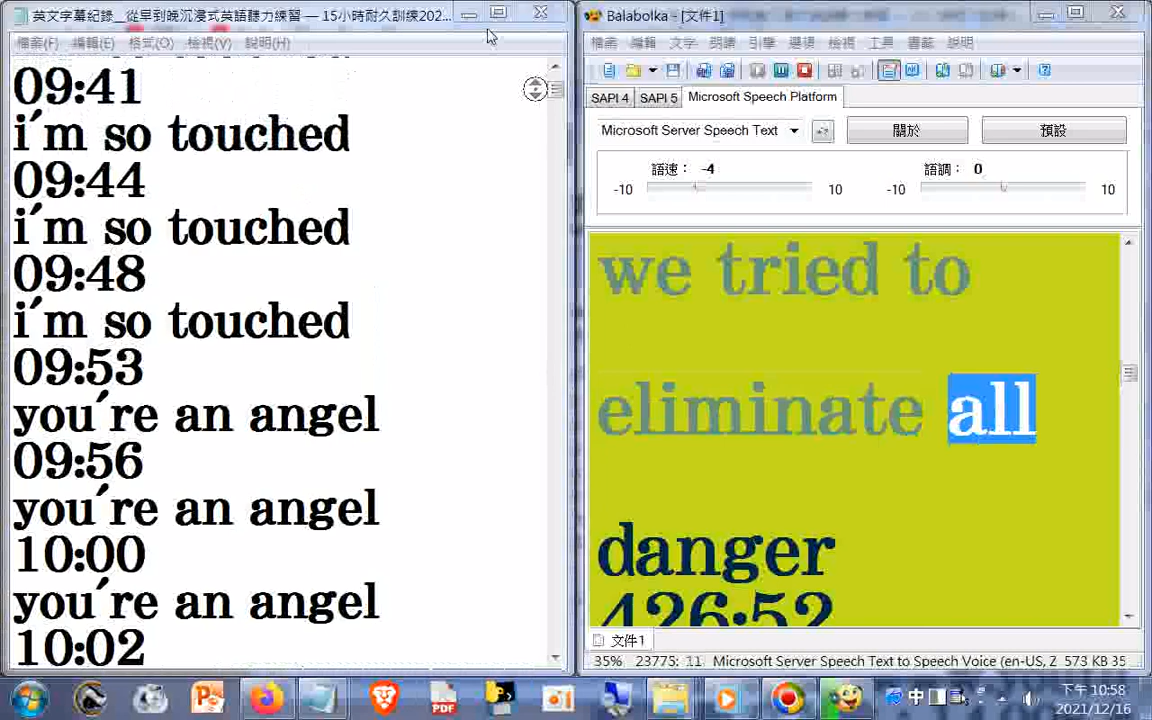 英文字幕紀錄__從早到晚沉浸式英語聽力練習 — 15小時耐久訓練202...
檔案(F) 編輯(E) 格式(O) 檢視(V) 說明(H)
09:41
i´m so touched
09:44
i´m so touched
09:48
i´m so touched
09:53
you´re an angel
09:56
you´re an angel
10:00
you´re an angel
10:02
Balabolka - [文件1]
檔案 編輯 文字 朗讀 引擎 選項 檢視 工具 書籤 說明
SAPI 4 SAPI 5 Microsoft Speech Platform
Microsoft Server Speech Text 關於 預設
語速： -4 語調： 0
-10 10 -10 10
we tried to
eliminate all
danger
426:52
文件1
35% 23775: 11 Microsoft Server Speech Text to Speech Voice (en-US, Z 573 KB 35
PDF 中 下午 10:58
2021/12/16